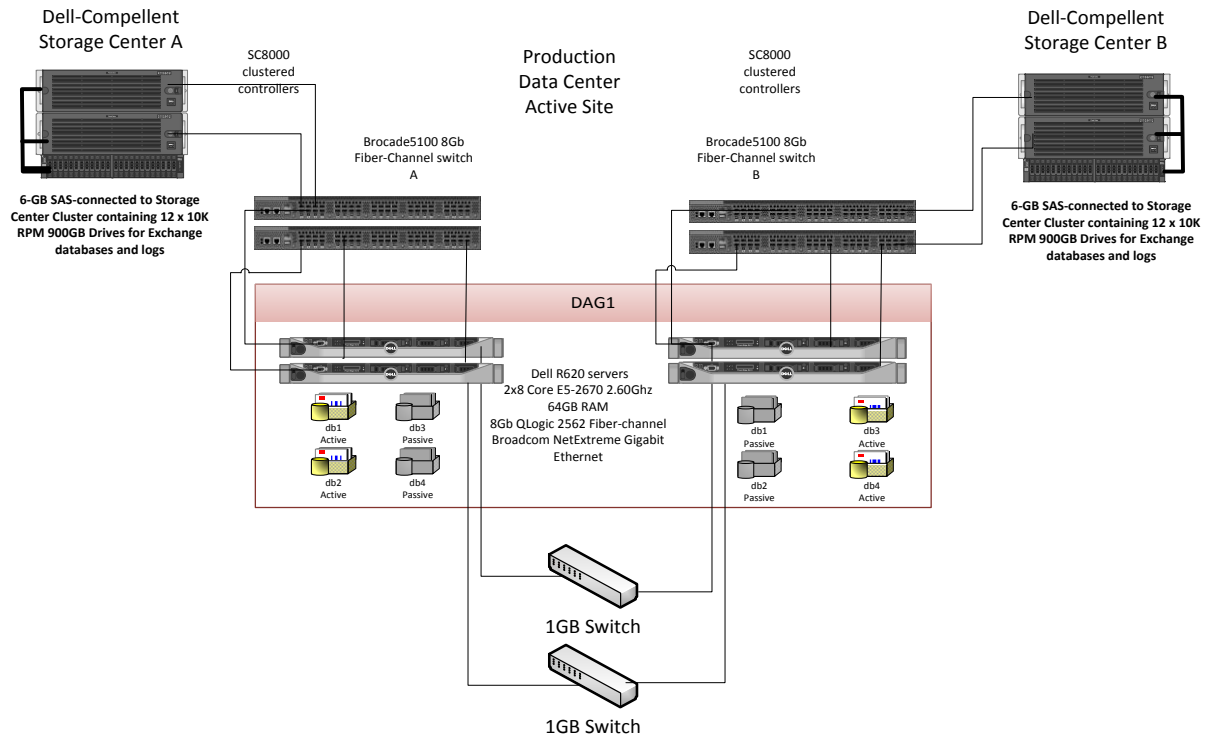 Dell-Compellent
Storage Center A
SC8000
clustered
controllers
Production
Data Center
Active Site
SC8000
clustered
controllers
Dell-Compellent
Storage Center B
Brocade5100 8Gb
Fiber-Channel switch
A
Brocade5100 8Gb
Fiber-Channel switch
B
6-GB SAS-connected to Storage
Center Cluster containing 12 x 10K
RPM 900GB Drives for Exchange
databases and logs
6-GB SAS-connected to Storage
Center Cluster containing 12 x 10K
RPM 900GB Drives for Exchange
databases and logs
DAG1
Dell R620 servers
2x8 Core E5-2670 2.60Ghz
64GB RAM
8Gb QLogic 2562 Fiber-channel
Broadcom NetExtreme Gigabit
Ethernet
db1
Active
db3
Passive
db2
Active
db4
Passive
db1
Passive
db3
Active
db2
Passive
db4
Active
1GB Switch
1GB Switch